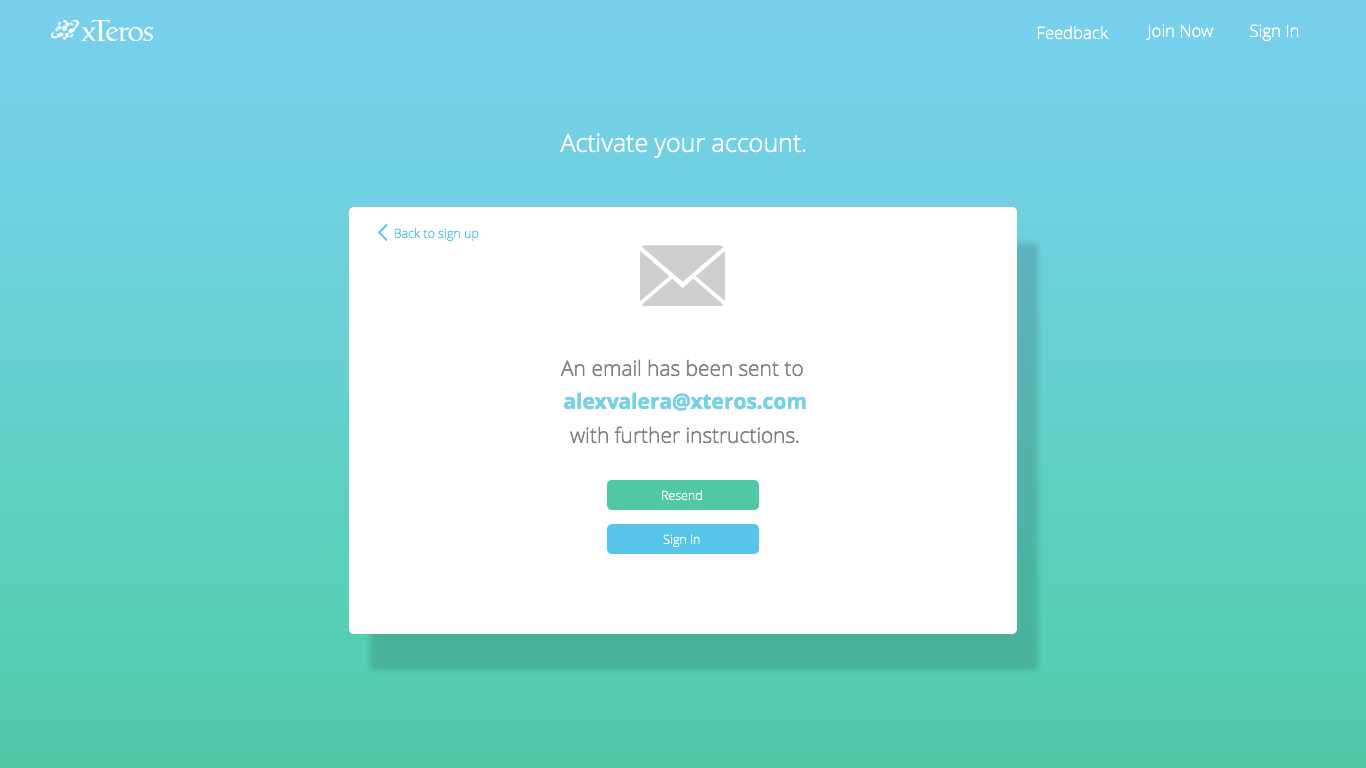 xTeros
Feedback
Join Now
Sign In
Activate your account.
Back to sign up
An email has been sent to
alexvalera@xteros.com
with further instructions.
Resend
Sign In